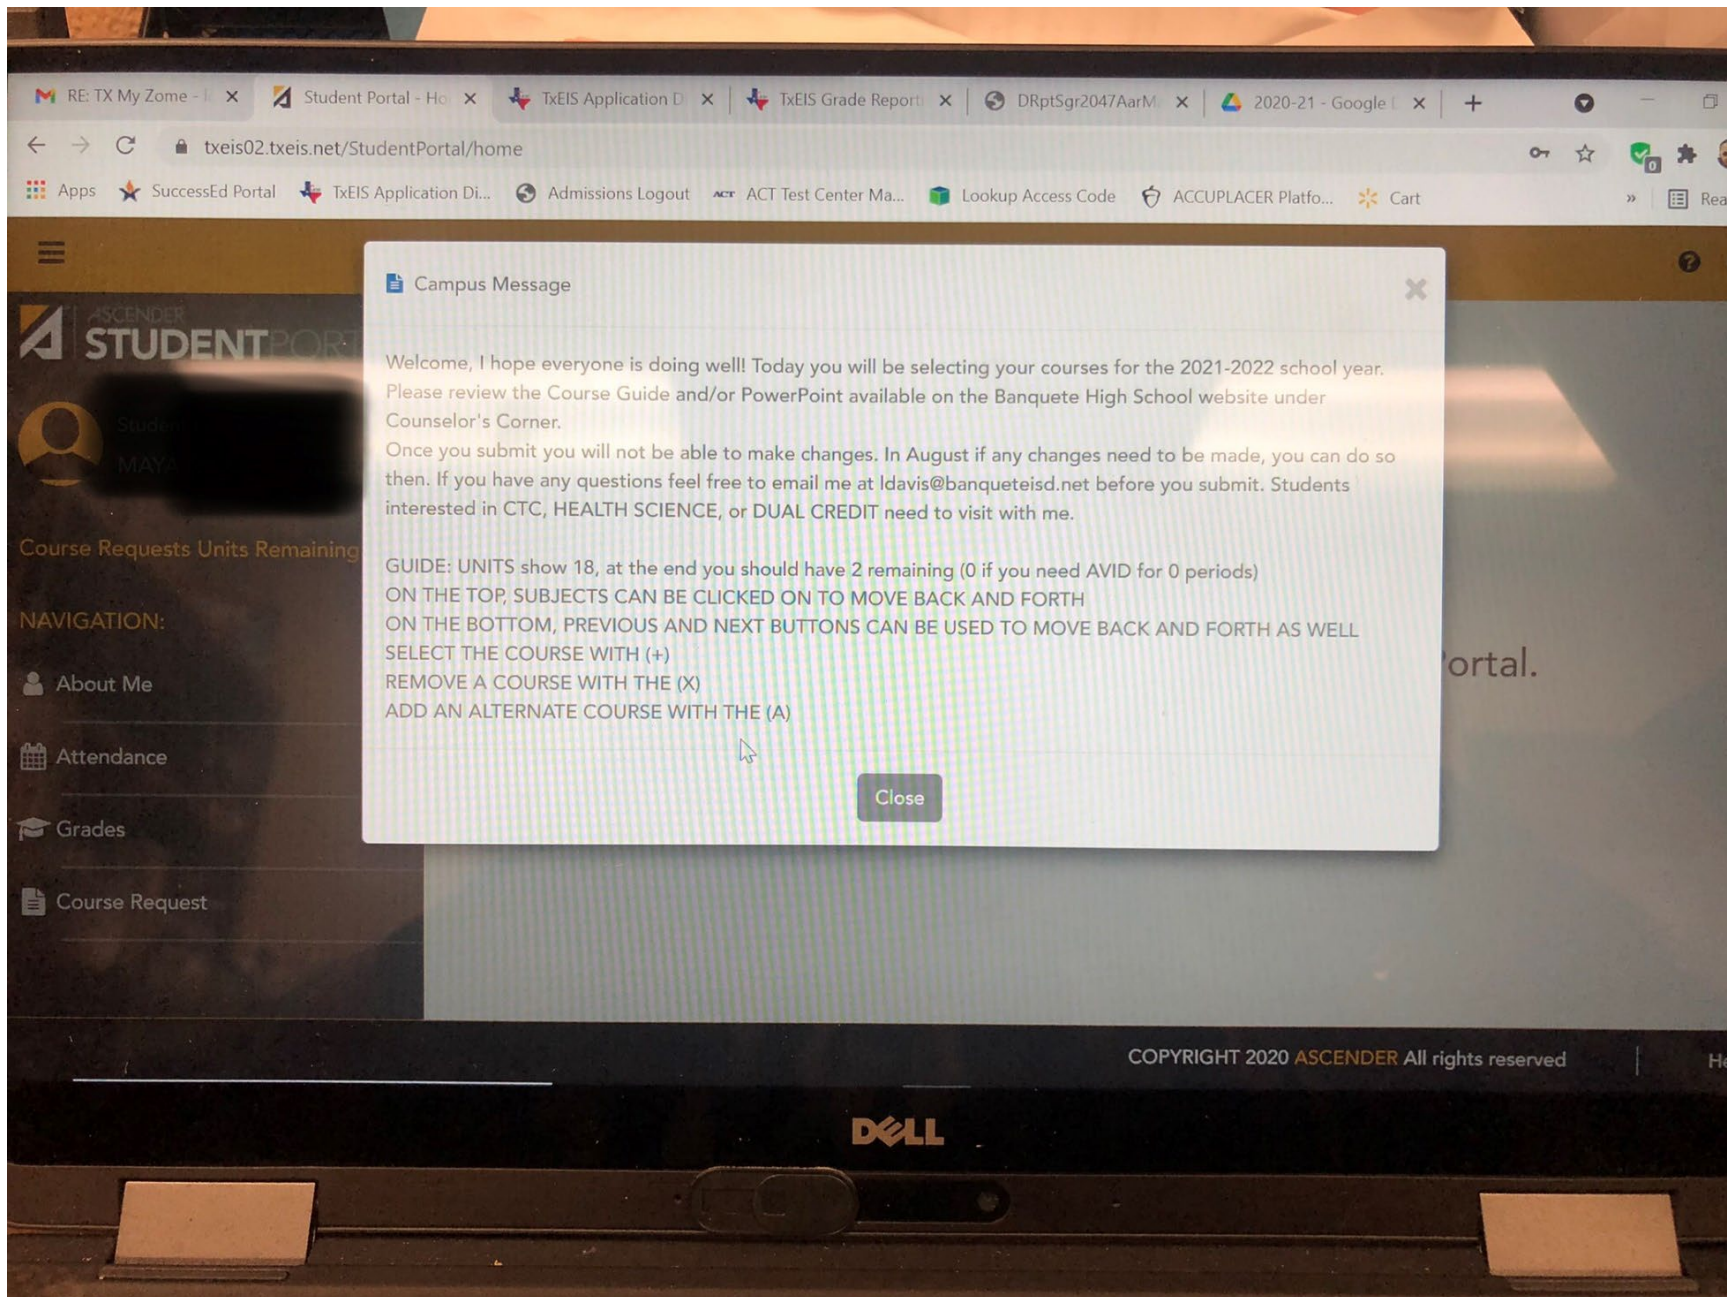 RE: TX My Zome -
Student Portal - Ho
TxEIS Application D
TxEIS Grade Report
DRptSgr2047AarM
2020-21 - Google
txeis02.txeis.net/StudentPortal/home
0
Apps
SuccessEd Portal
TxEIS Application Di...
Admissions Logout
ACT ACT Test Center Ma...
Lookup Access Code
ACCUPLACER Platfo...
Cart
»
Rea
Campus Message
ASCENDER
STUDENTPORT
Welcome, I hope everyone is doing well! Today you will be selecting your courses for the 2021-2022 school year.
Please review the Course Guide and/or PowerPoint available on the Banquete High School website under
Counselor's Corner.
Once you submit you will not be able to make changes. In August if any changes need to be made, you can do so
then. If you have any questions feel free to email me at ldavis@banqueteisd.net before you submit. Students
interested in CTC, HEALTH SCIENCE, or DUAL CREDIT need to visit with me.
GUIDE: UNITS show 18, at the end you should have 2 remaining (0 if you need AVID for 0 periods)
ON THE TOP, SUBJECTS CAN BE CLICKED ON TO MOVE BACK AND FORTH
ON THE BOTTOM, PREVIOUS AND NEXT BUTTONS CAN BE USED TO MOVE BACK AND FORTH AS WELL
SELECT THE COURSE WITH (+)
REMOVE A COURSE WITH THE (X)
ADD AN ALTERNATE COURSE WITH THE (A)
Close
Studen
MAYA
Course Requests Units Remaining
NAVIGATION:
About Me
Attendance
Grades
Course Request
ortal.
COPYRIGHT 2020 ASCENDER All rights reserved
He
DELL